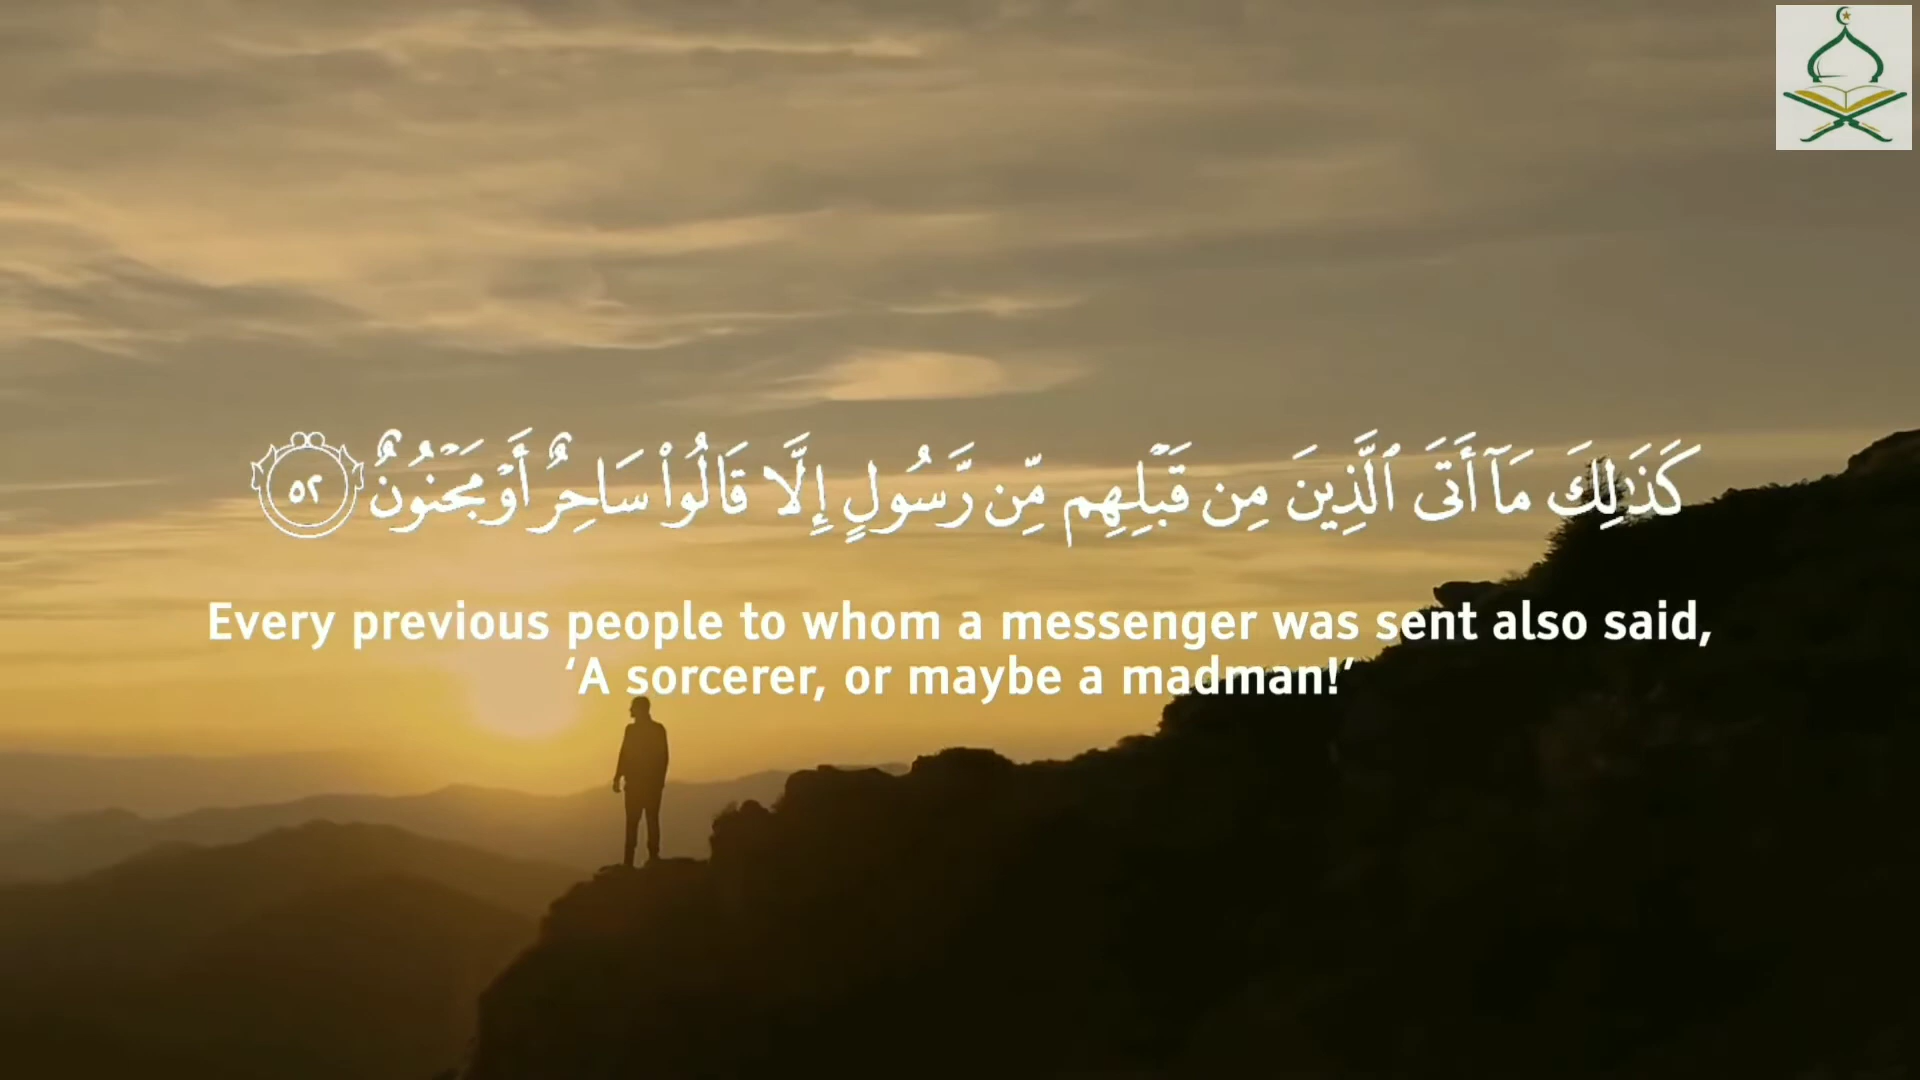 كَذَٰلِكَ مَآ أَتَى ٱلَّذِينَ مِن قَبْلِهِم مِّن رَّسُولٍ إِلَّا قَالُوا۟ سَاحِرٌ أَوْ مَجْنُونٌ ٥٢
Every previous people to whom a messenger was sent also said,
‘A sorcerer, or maybe a madman!’